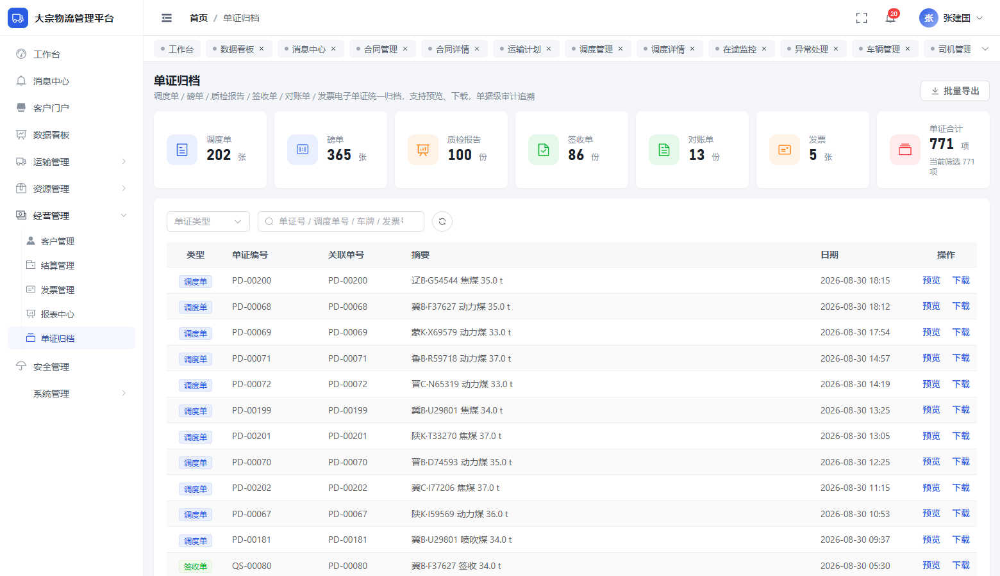 大宗物流管理平台
首页 / 单证归档
20
张 张建国
工作台
消息中心
客户门户
数据看板
运输管理
资源管理
经营管理
客户管理
结算管理
发票管理
报表中心
单证归档
安全管理
系统管理
工作台 数据看板 × 消息中心 × 合同管理 × 合同详情 × 运输计划 × 调度管理 × 调度详情 × 在途监控 × 异常处理 × 车辆管理 × 司机管理
单证归档
调度单 / 磅单 / 质检报告 / 签收单 / 对账单 / 发票电子单证统一归档，支持预览、下载，单据级审计追溯
批量导出
调度单
202 张
磅单
365 张
质检报告
100 份
签收单
86 份
对账单
13 份
发票
5 张
单证合计
771 项
当前筛选 771
项
单证类型 单证号 / 调度单号 / 车牌 / 发票号
类型 单证编号 关联单号 摘要 日期 操作
调度单 PD-00200 PD-00200 辽B·G54544 焦煤 35.0 t 2026-08-30 18:15 预览 下载
调度单 PD-00068 PD-00068 冀B·F37627 动力煤 35.0 t 2026-08-30 18:12 预览 下载
调度单 PD-00069 PD-00069 蒙K·X69579 动力煤 33.0 t 2026-08-30 17:54 预览 下载
调度单 PD-00071 PD-00071 鲁B·R59718 动力煤 37.0 t 2026-08-30 14:57 预览 下载
调度单 PD-00072 PD-00072 晋C·N65319 动力煤 33.0 t 2026-08-30 14:19 预览 下载
调度单 PD-00199 PD-00199 冀B·U29801 焦煤 34.0 t 2026-08-30 13:25 预览 下载
调度单 PD-00201 PD-00201 陕K·T33270 焦煤 37.0 t 2026-08-30 13:05 预览 下载
调度单 PD-00070 PD-00070 晋B·D74593 动力煤 35.0 t 2026-08-30 12:25 预览 下载
调度单 PD-00202 PD-00202 冀C·I77206 焦煤 37.0 t 2026-08-30 11:15 预览 下载
调度单 PD-00067 PD-00067 陕K·I59569 动力煤 36.0 t 2026-08-30 10:53 预览 下载
调度单 PD-00181 PD-00181 冀B·U29801 喷吹煤 34.0 t 2026-08-30 09:37 预览 下载
签收单 QS-00080 PD-00080 冀B·F37627 签收 34.0 t 2026-08-30 05:30 预览 下载